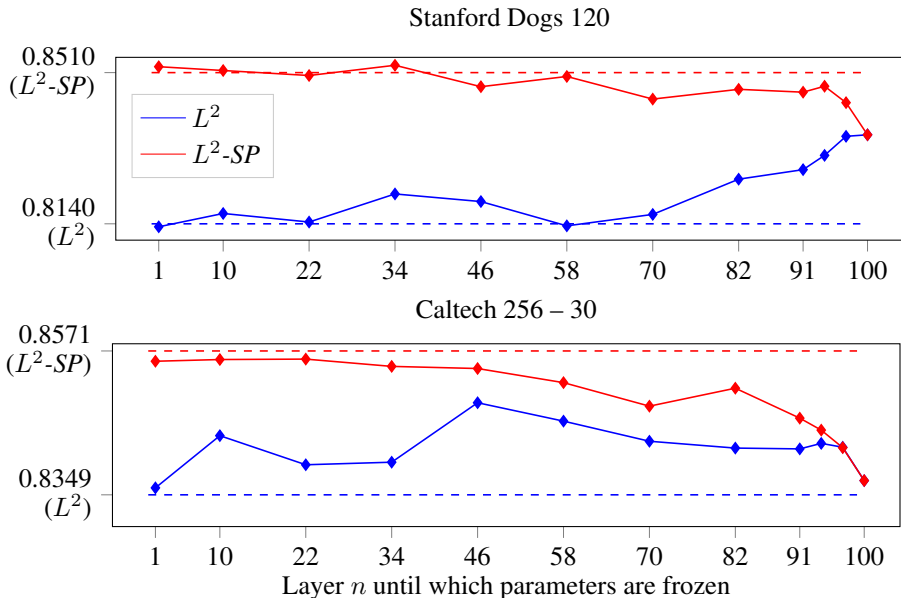 Stanford Dogs 120
0.8510
(L²-SP)
L²
L²-SP
0.8140
(L²)
1 10 22 34 46 58 70 82 91 100
Caltech 256 – 30
0.8571
(L²-SP)
0.8349
(L²)
1 10 22 34 46 58 70 82 91 100
Layer n until which parameters are frozen